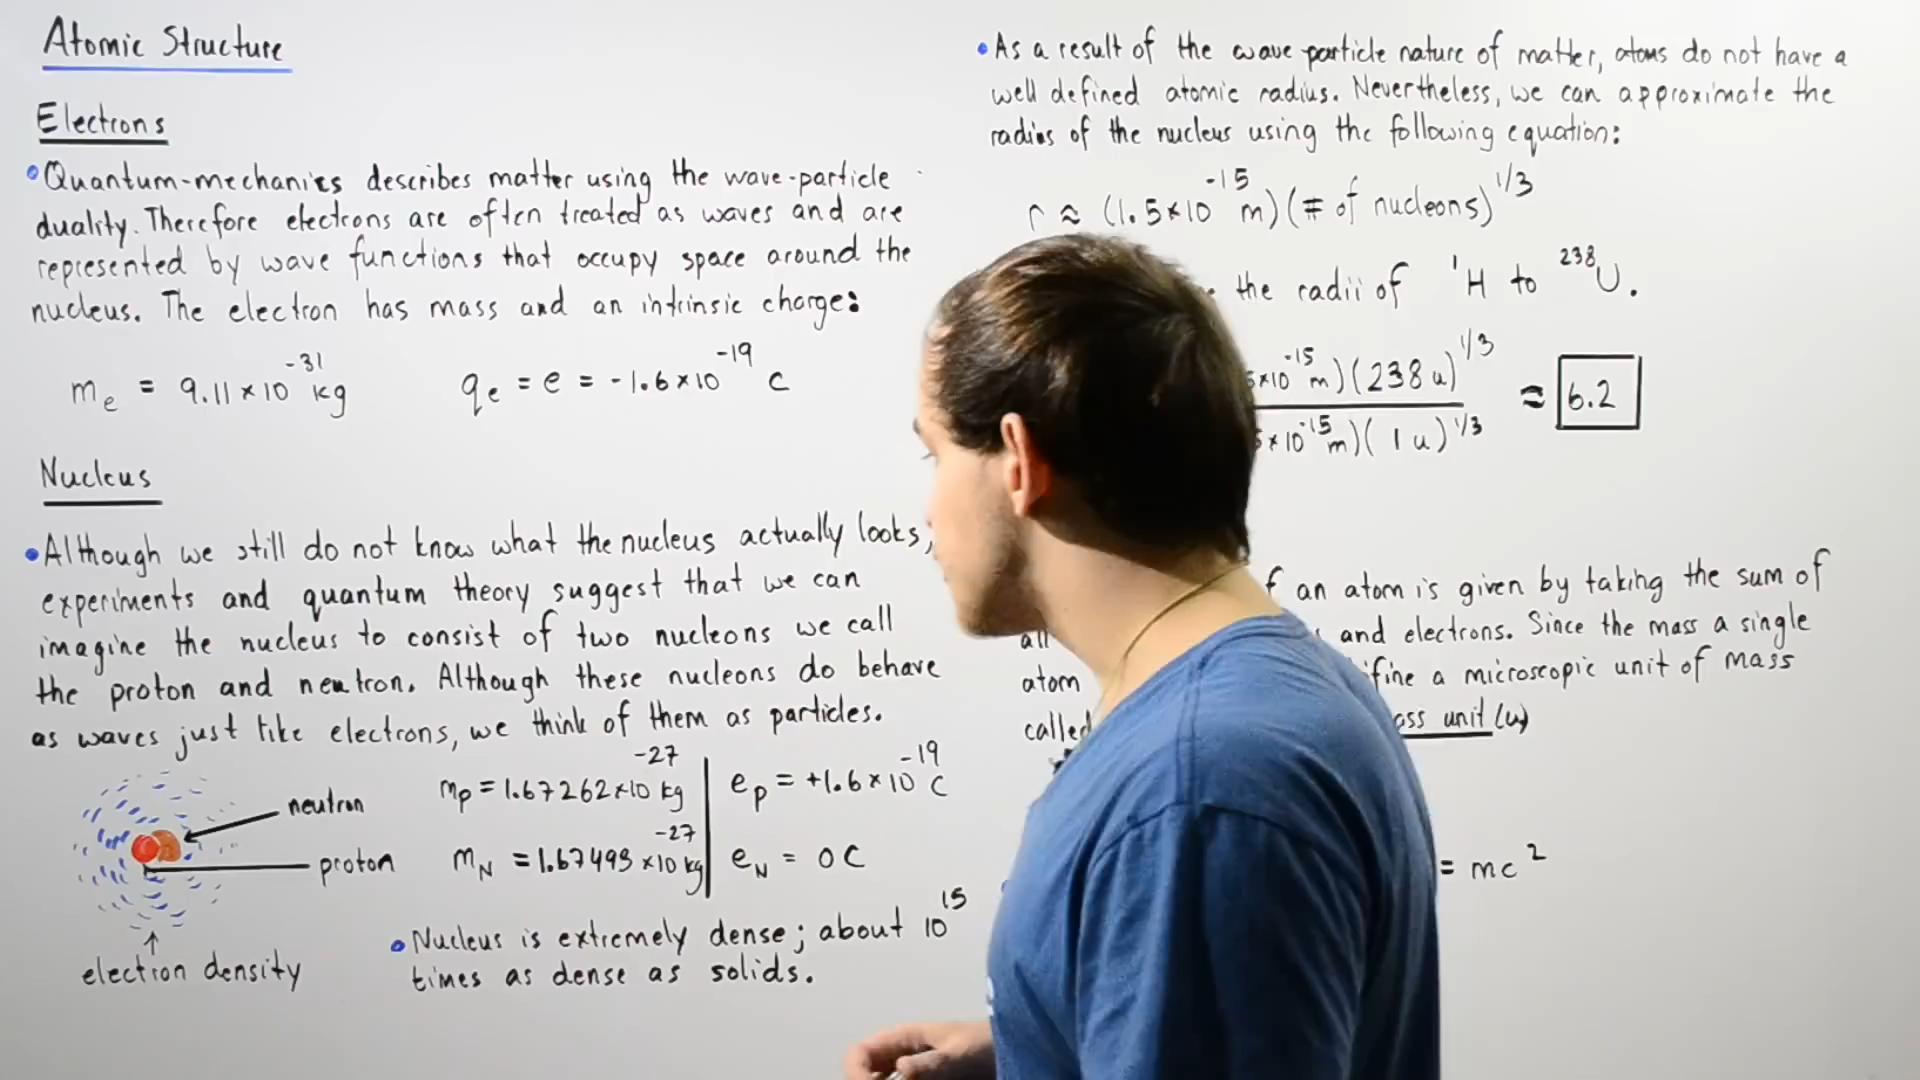 Atomic Structure
Electrons
• Quantum-mechanics describes matter using the wave-particle
duality. Therefore electrons are often treated as waves and are
represented by wave functions that occupy space around the
nucleus. The electron has mass and an intrinsic charge:
mₑ = 9.11×10⁻³¹ kg
qₑ = e = -1.6×10⁻¹⁹ C
Nucleus
• Although we still do not know what the nucleus actually looks,
experiments and quantum theory suggest that we can
imagine the nucleus to consist of two nucleons we call
the proton and neutron. Although these nucleons do behave
as waves just like electrons, we think of them as particles.
neutron
proton
electron density
mₚ = 1.67262×10⁻²⁷ kg
eₚ = +1.6×10⁻¹⁹ C
m_N = 1.67493×10⁻²⁷ kg
e_N = 0C
• Nucleus is extremely dense; about 10¹⁵
times as dense as solids.
• As a result of the wave particle nature of matter, atoms do not have a
well defined atomic radius. Nevertheless, we can approximate the
radius of the nucleus using the following equation:
r ≈ (1.5×10⁻¹⁵ m)(# of nucleons)^1/3
the radii of ¹H to ²³⁸U.
×10⁻¹⁵ m)(238 u)^1/3
×10⁻¹⁵ m)(1 u)^1/3
≈ 6.2
an atom is given by taking the sum of
all and electrons. Since the mass a single
atom a microscopic unit of mass
called unit (u)
= mc²